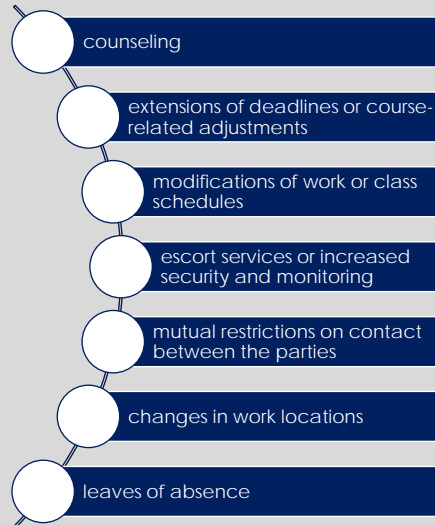 counseling
extensions of deadlines or course-
related adjustments
modifications of work or class
schedules
escort services or increased
security and monitoring
mutual restrictions on contact
between the parties
changes in work locations
leaves of absence